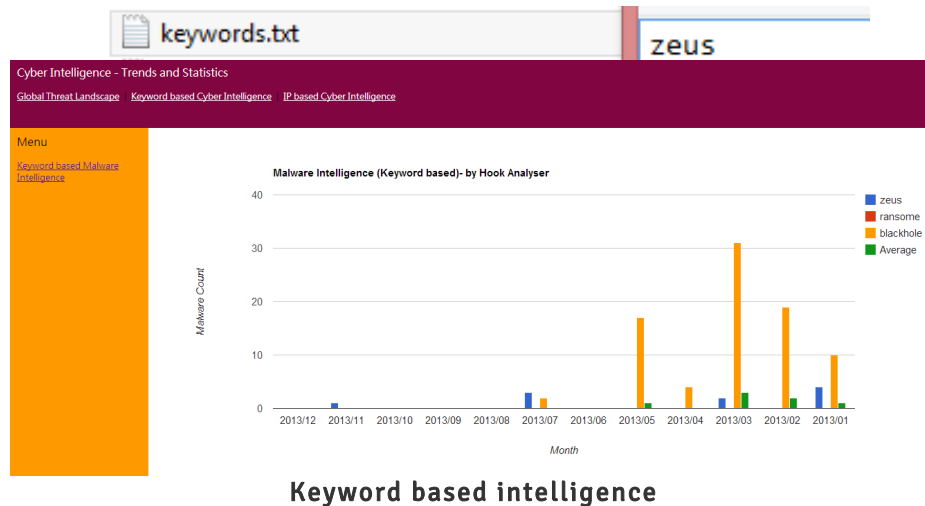 keywords.txt
zeus
Cyber Intelligence - Trends and Statistics
Global Threat Landscape | Keyword based Cyber Intelligence | IP based Cyber Intelligence
Menu
Keyword based Malware
Intelligence
Malware Intelligence (Keyword based)- by Hook Analyser
40
30
20
10
0
Malware Count
2013/12 2013/11 2013/10 2013/09 2013/08 2013/07 2013/06 2013/05 2013/04 2013/03 2013/02 2013/01
Month
zeus
ransome
blackhole
Average
Keyword based intelligence